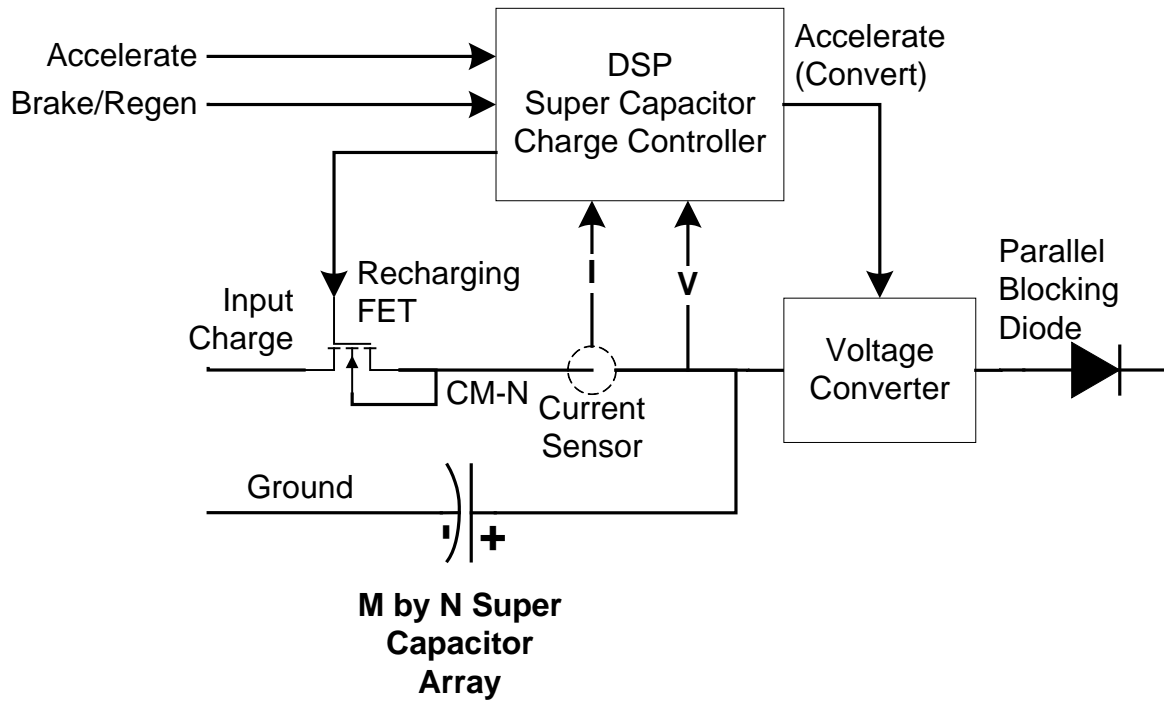 Accelerate
Brake/Regen
DSP
Super Capacitor
Charge Controller
Accelerate
(Convert)
I
V
Recharging
FET
Input
Charge
CM-N
Current
Sensor
Voltage
Converter
Parallel
Blocking
Diode
Ground
- +
M by N Super
Capacitor
Array